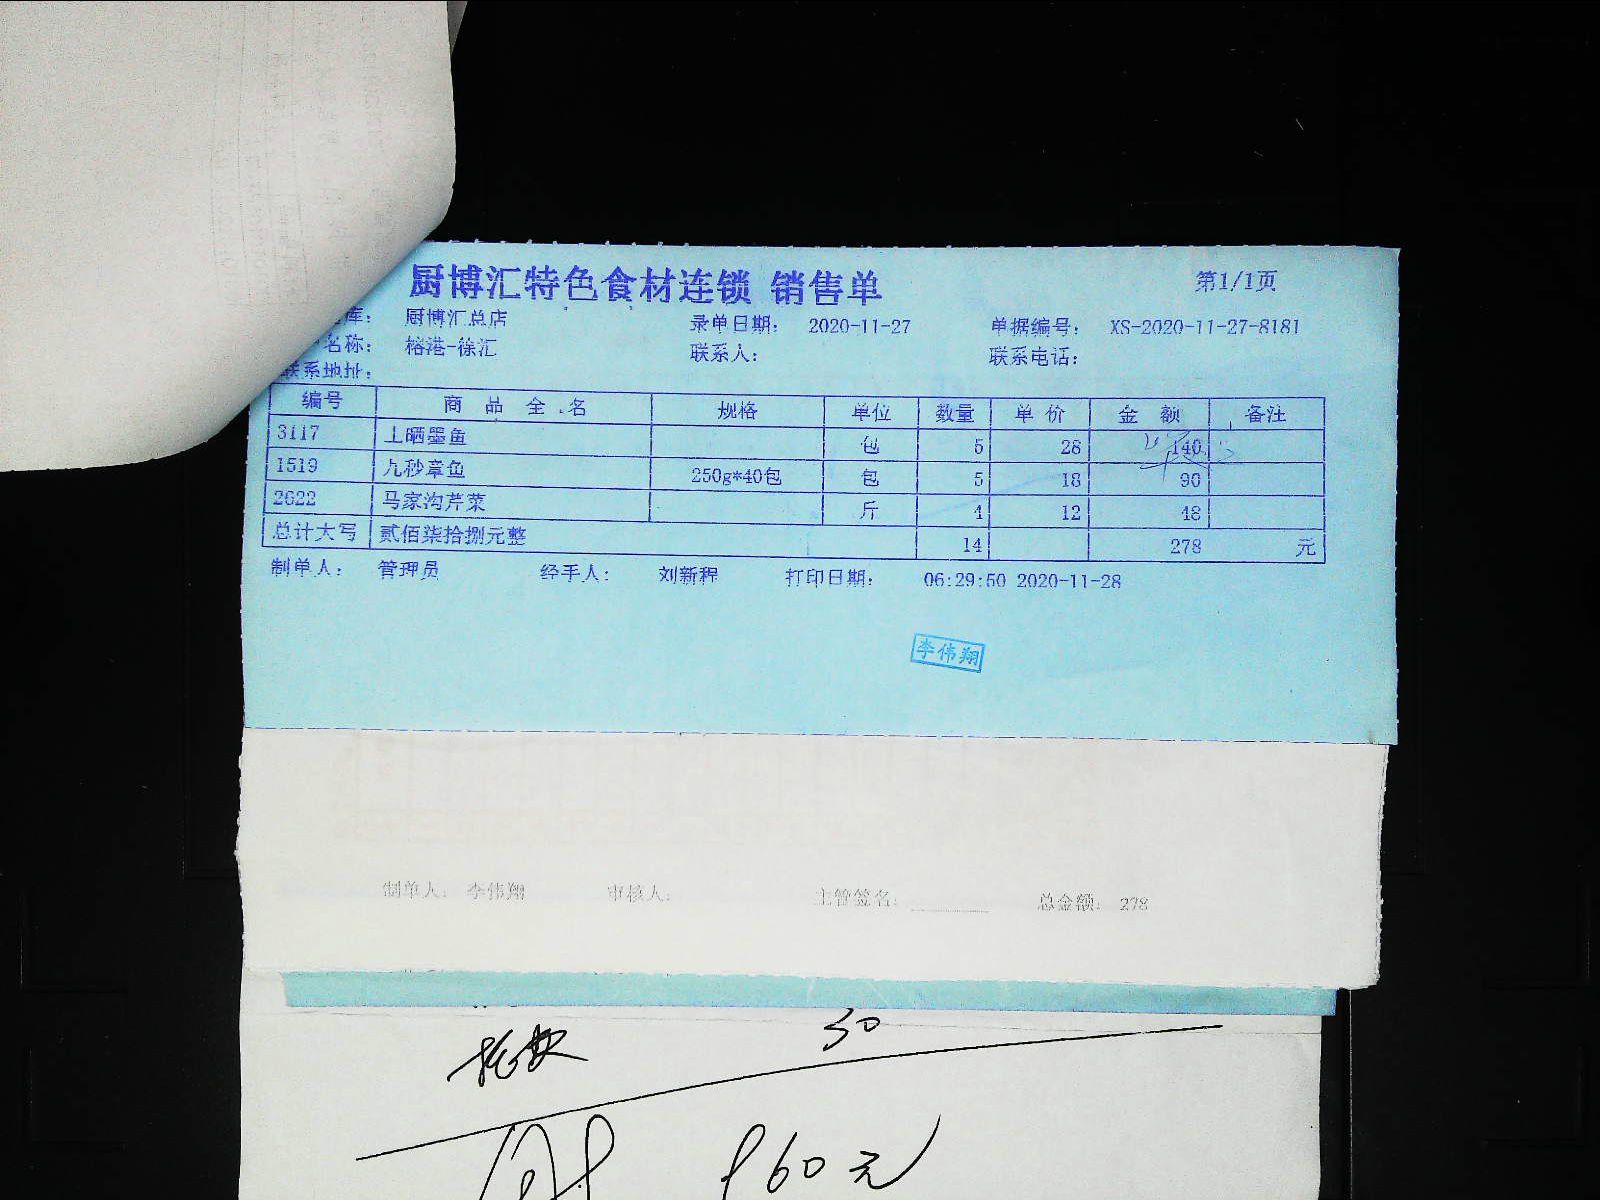 厨博汇特色食材连锁 销售单 第1/1页
库: 厨博汇总店 录单日期: 2020-11-27 单据编号: XS-2020-11-27-8181
名称: 榕港-徐汇 联系人: 联系电话:
联系地址:
编号 商品全名 规格 单位 数量 单价 金额 备注
3117 上晒墨鱼 包 5 28 140
1519 九秒章鱼 250g*40包 包 5 18 90
2622 马家沟芹菜 斤 4 12 48
总计大写 贰佰柒拾捌元整 14 278 元
制单人: 管理员 经手人: 刘新程 打印日期: 06:29:50 2020-11-28
李伟翔
制单人: 李伟翔 审核人: 主管签名: 总金额: 278
30
960元